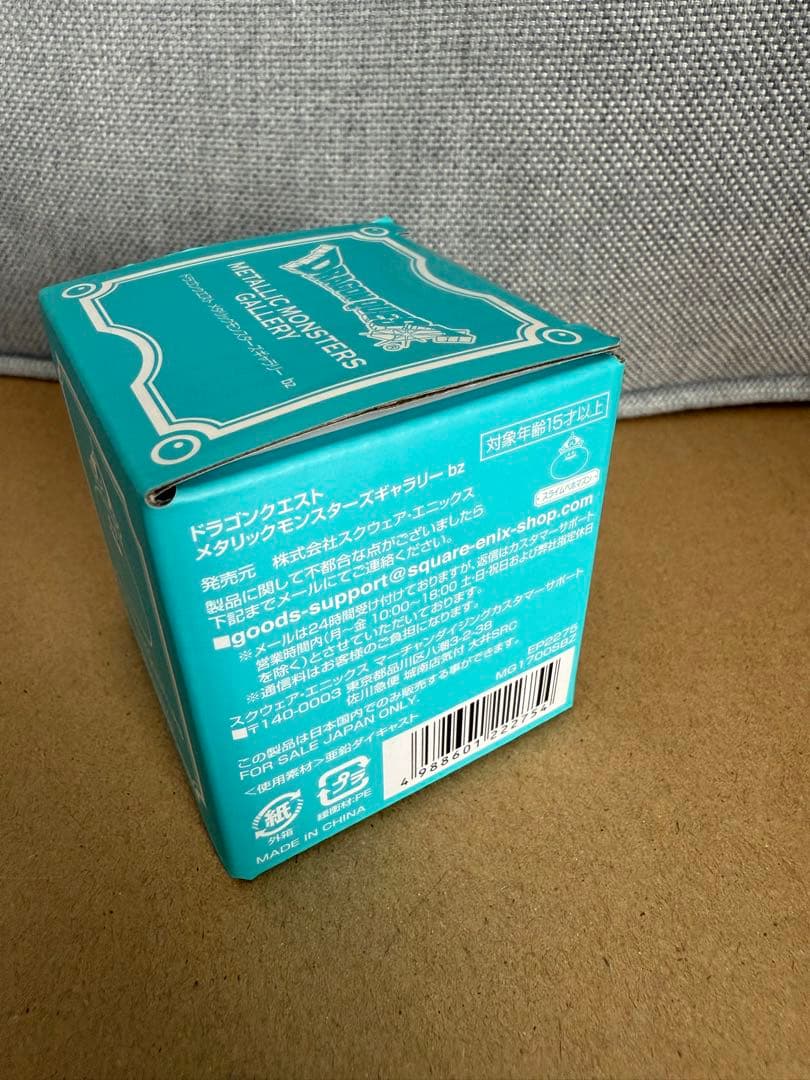 DRAGON QUEST
METALLIC MONSTERS
GALLERY
ドラゴンクエスト メタリックモンスターズギャラリー bz
対象年齢15才以上
ドラゴンクエスト
メタリックモンスターズギャラリー bz
スライムベホマズン
発売元　株式会社スクウェア・エニックス
製品に関して不都合な点がございましたら
下記までメールにてご連絡ください。
■goods-support@square-enix-shop.com
※メールは24時間受け付けておりますが、返信はカスタマーサポート
営業時間内(月〜金 10:00〜18:00 土・日・祝日および弊社指定休日
を除く)とさせていただいております。
※通信料はお客様のご負担になります。
スクウェア・エニックス マーチャンダイジングカスタマーサポート
■〒140-0003 東京都品川区八潮3-2-38
佐川急便 城南店気付 大井SRC
この製品は日本国内でのみ販売する事ができます。
FOR SALE JAPAN ONLY.
EP2275
MG1700SBZ
<使用素材>亜鉛ダイキャスト
4 988601 222754
紙
外箱
プラ
緩衝材:PE
MADE IN CHINA